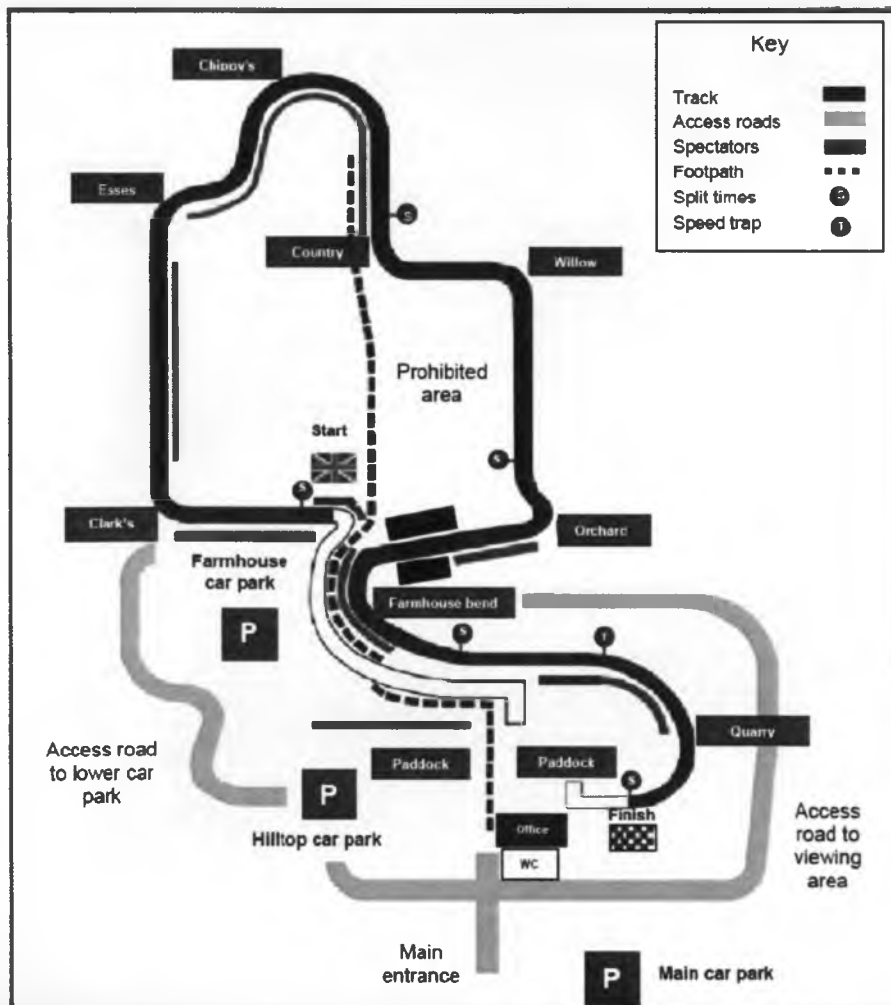 Key
Track
Access roads
Spectators
Footpath
Split times
S
Speed trap
T
Chippy's
Esses
S
Country
Willow
Prohibited
area
Start
S
S
Clark's
Orchard
Farmhouse
car park
P
Farmhouse bend
S
T
Quarry
Access road
to lower car
park
Paddock
Paddock
S
P
Hilltop car park
Office
Finish
WC
Access
road to
viewing
area
Main
entrance
P
Main car park